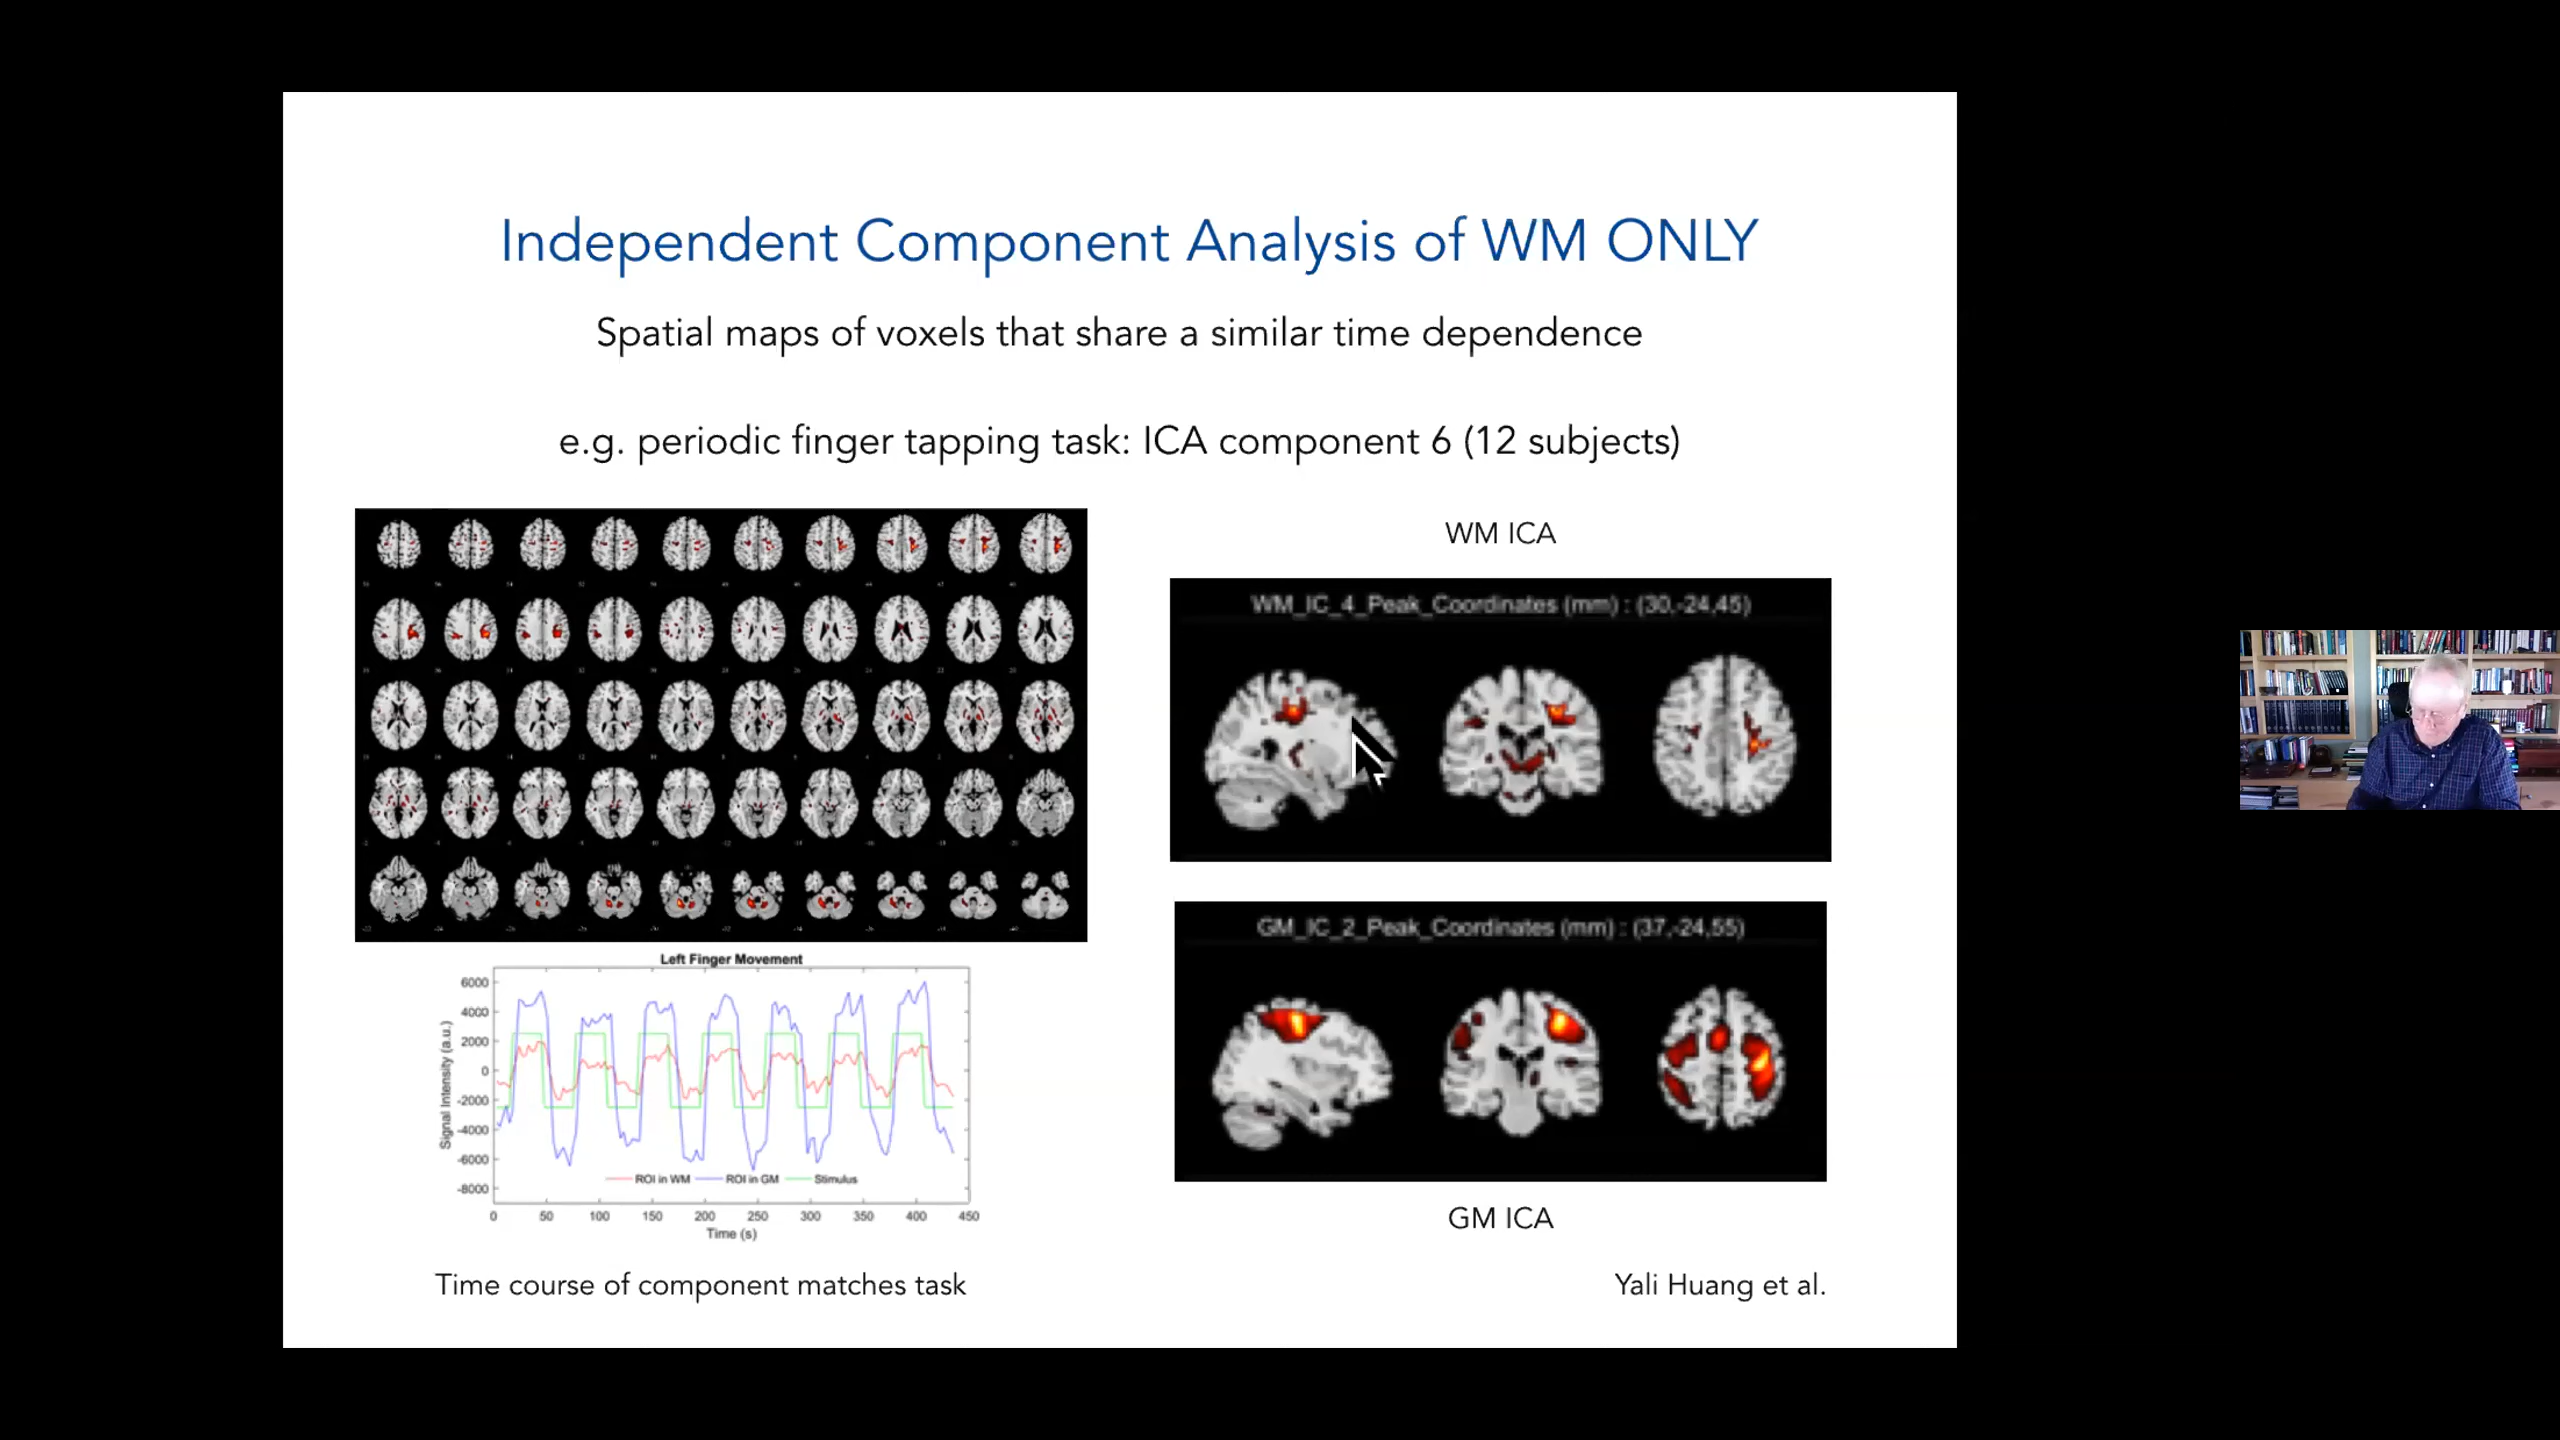 Independent Component Analysis of WM ONLY
Spatial maps of voxels that share a similar time dependence
e.g. periodic finger tapping task: ICA component 6 (12 subjects)
WM ICA
WM_IC_4_Peak_Coordinates (mm) : (30,-24,45)
GM_IC_2_Peak_Coordinates (mm) : (37,-24,55)
GM ICA
Left Finger Movement
Signal Intensity (a.u.)
6000
4000
2000
0
-2000
-4000
-6000
-8000
ROI in WM ROI in GM Stimulus
0 50 100 150 200 250 300 350 400 450
Time (s)
Time course of component matches task
Yali Huang et al.